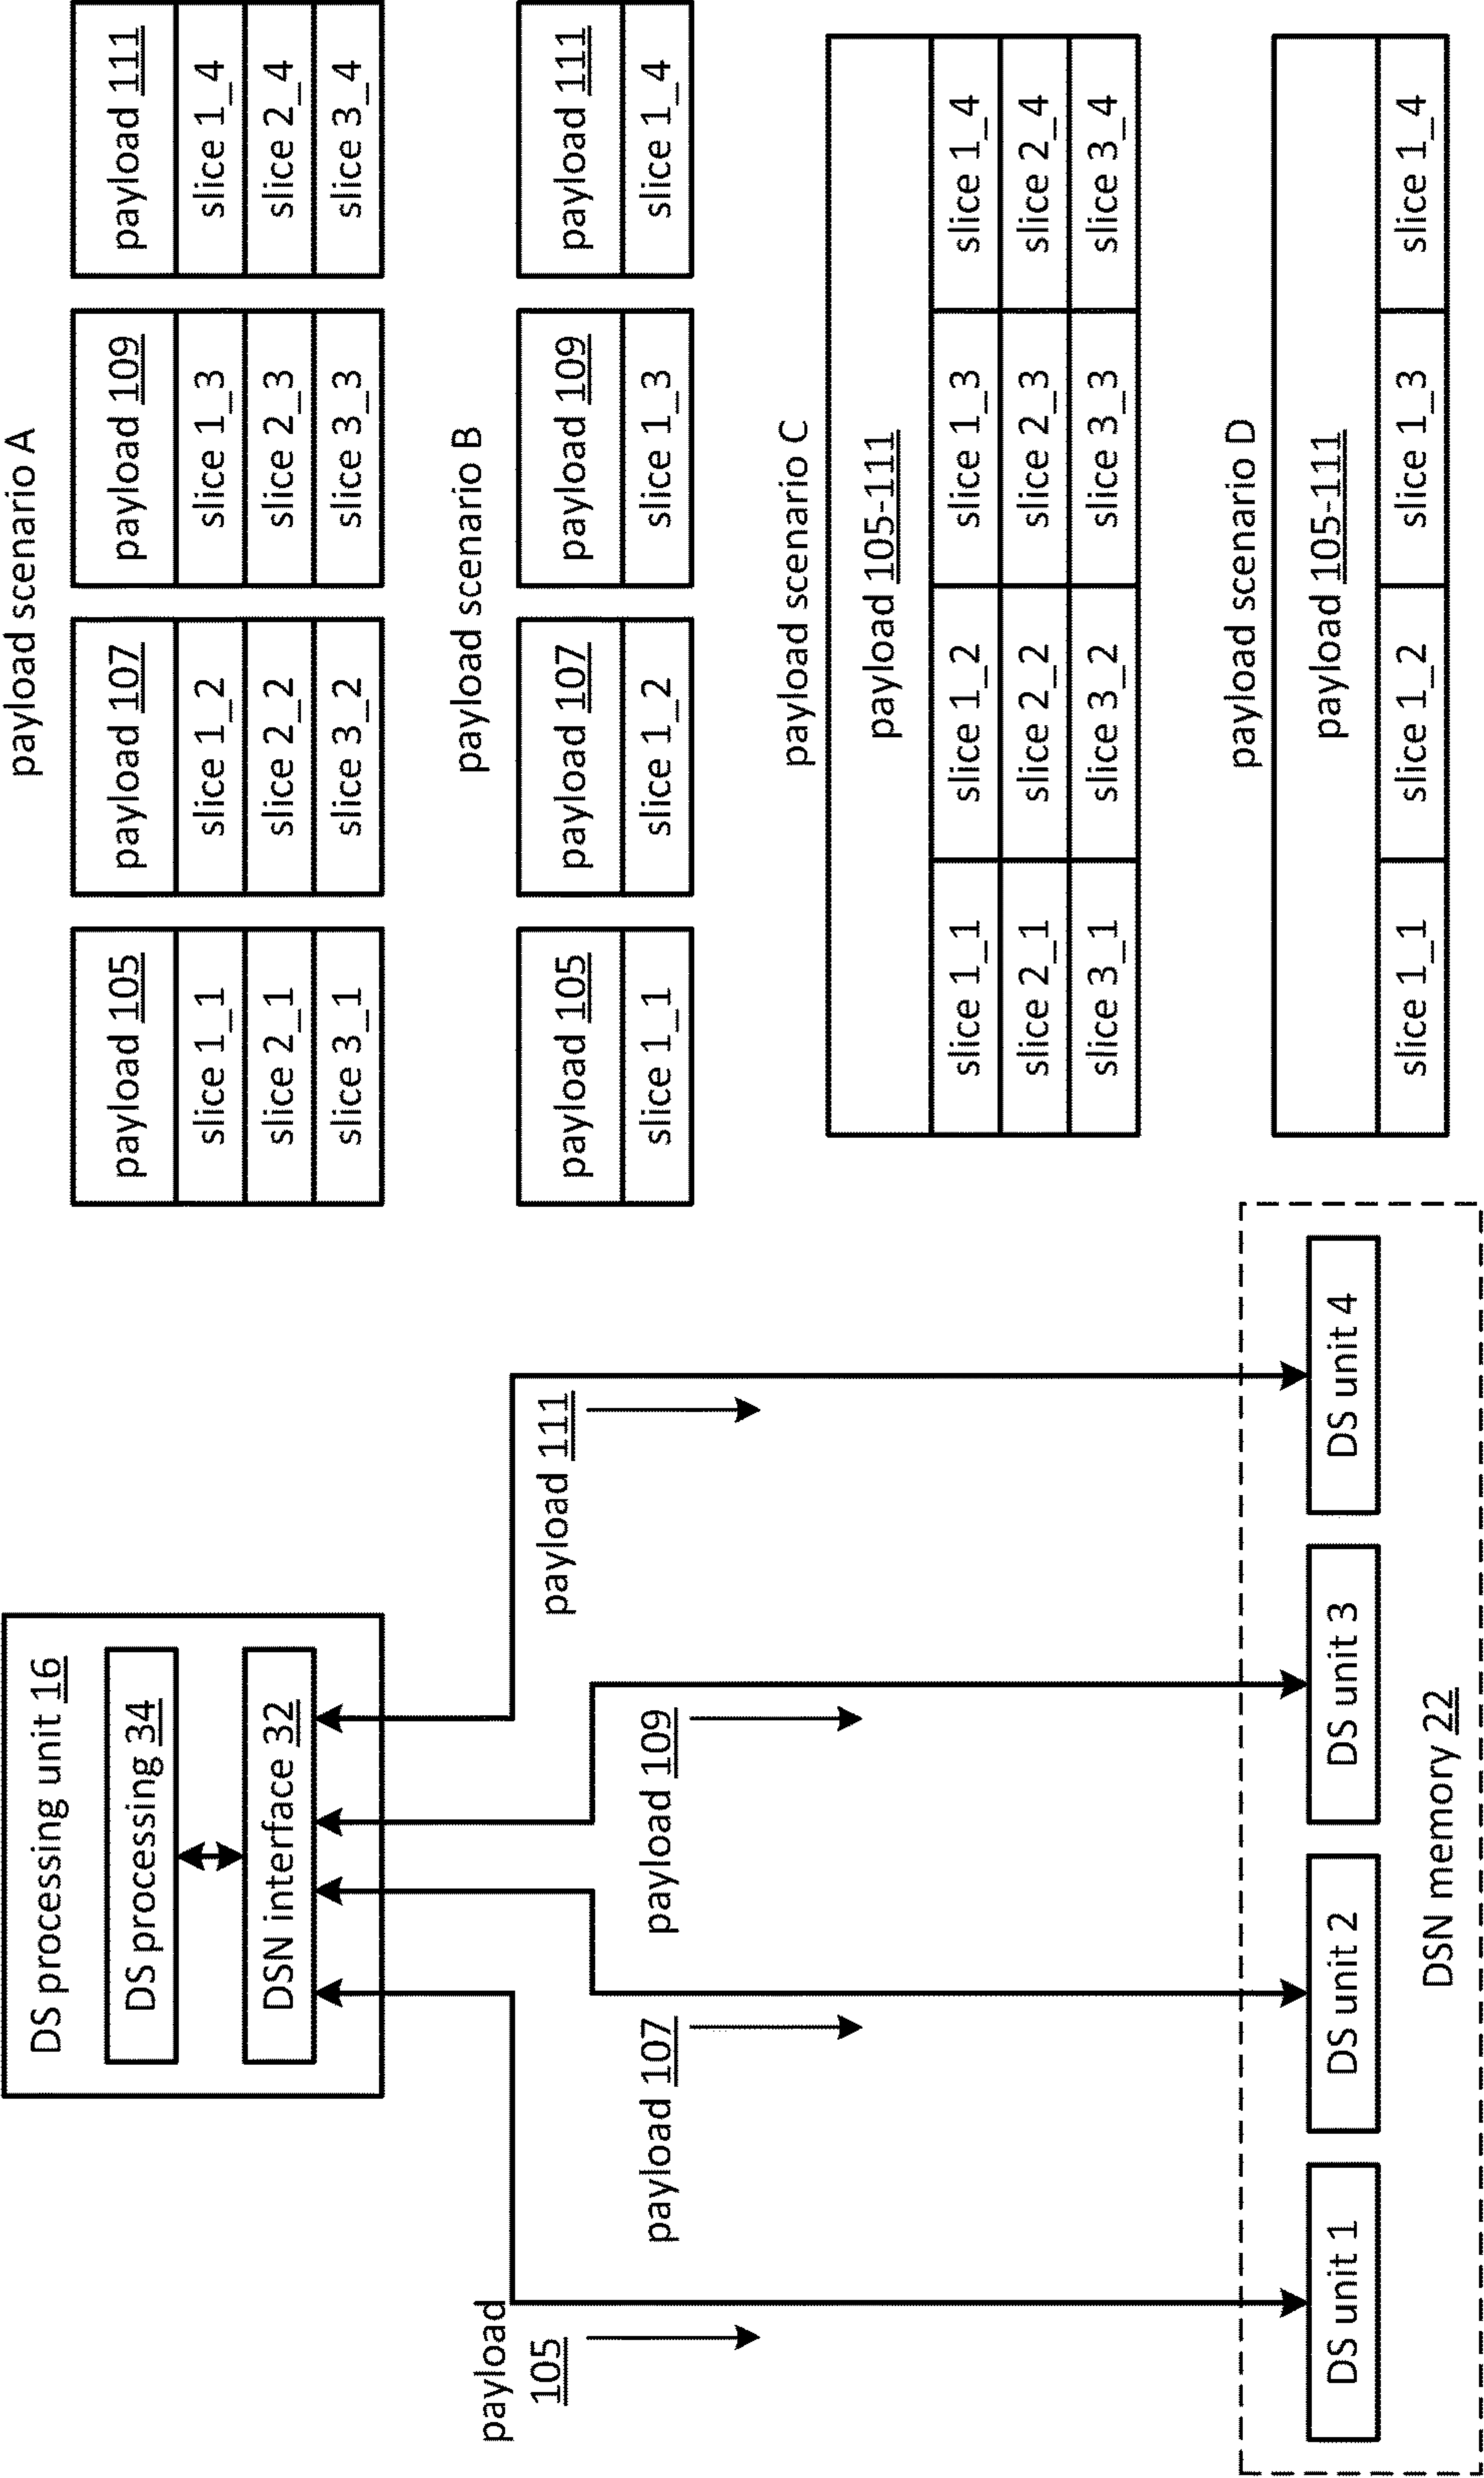 DS processing unit 16
DS processing 34
DSN interface 32
payload
105
payload 107
payload 109
payload 111
DS unit 1
DS unit 2
DS unit 3
DS unit 4
DSN memory 22
payload scenario A
payload 105
payload 107
payload 109
payload 111
slice 1_1
slice 1_2
slice 1_3
slice 1_4
slice 2_1
slice 2_2
slice 2_3
slice 2_4
slice 3_1
slice 3_2
slice 3_3
slice 3_4
payload scenario B
payload 105
payload 107
payload 109
payload 111
slice 1_1
slice 1_2
slice 1_3
slice 1_4
payload scenario C
payload 105-111
slice 1_1
slice 1_2
slice 1_3
slice 1_4
slice 2_1
slice 2_2
slice 2_3
slice 2_4
slice 3_1
slice 3_2
slice 3_3
slice 3_4
payload scenario D
payload 105-111
slice 1_1
slice 1_2
slice 1_3
slice 1_4